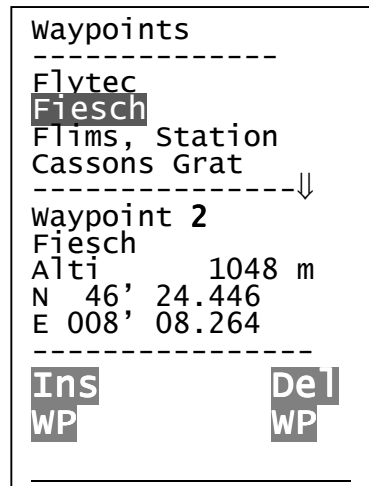 Waypoints
---------------
Flytec
Fiesch
Flims, Station
Cassons Grat
----------------⇓
Waypoint 2
Fiesch
Alti 1048 m
N 46' 24.446
E 008' 08.264
-----------------
Ins Del
WP WP